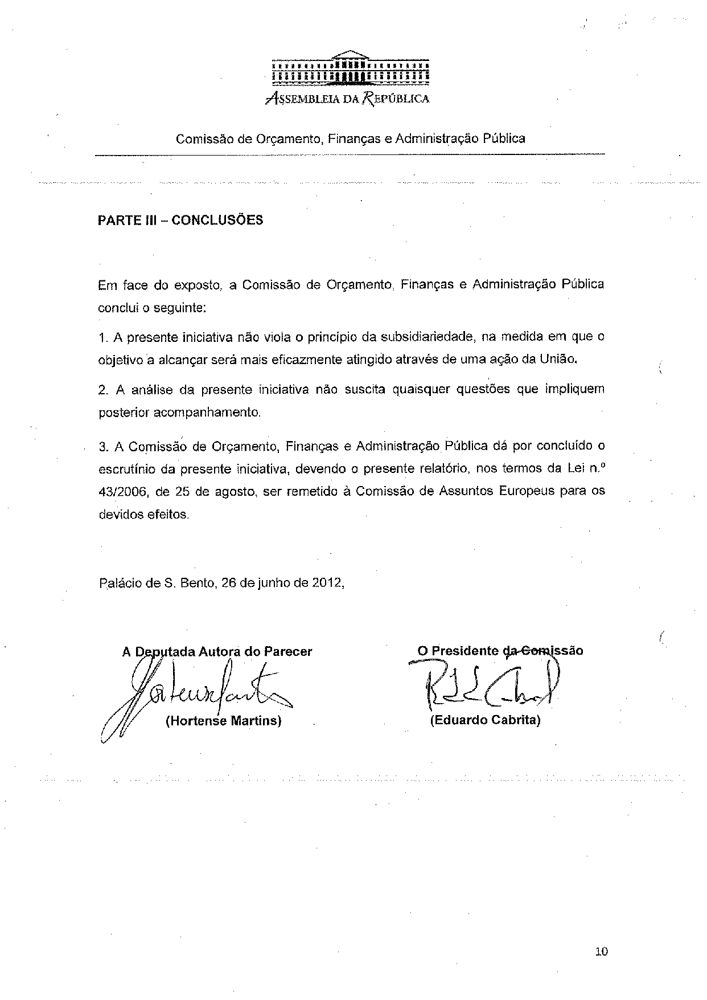 ASSEMBLEIA DA REPÚBLICA
Comissão de Orçamento, Finanças e Administração Pública
PARTE III – CONCLUSÕES
Em face do exposto, a Comissão de Orçamento, Finanças e Administração Pública
conclui o seguinte:
1. A presente iniciativa não viola o princípio da subsidiariedade, na medida em que o
objetivo a alcançar será mais eficazmente atingido através de uma ação da União.
2. A análise da presente iniciativa não suscita quaisquer questões que impliquem
posterior acompanhamento.
3. A Comissão de Orçamento, Finanças e Administração Pública dá por concluído o
escrutínio da presente iniciativa, devendo o presente relatório, nos termos da Lei n.º
43/2006, de 25 de agosto, ser remetido à Comissão de Assuntos Europeus para os
devidos efeitos.
Palácio de S. Bento, 26 de junho de 2012,
A Deputada Autora do Parecer O Presidente da Comissão
(Hortense Martins) (Eduardo Cabrita)
10